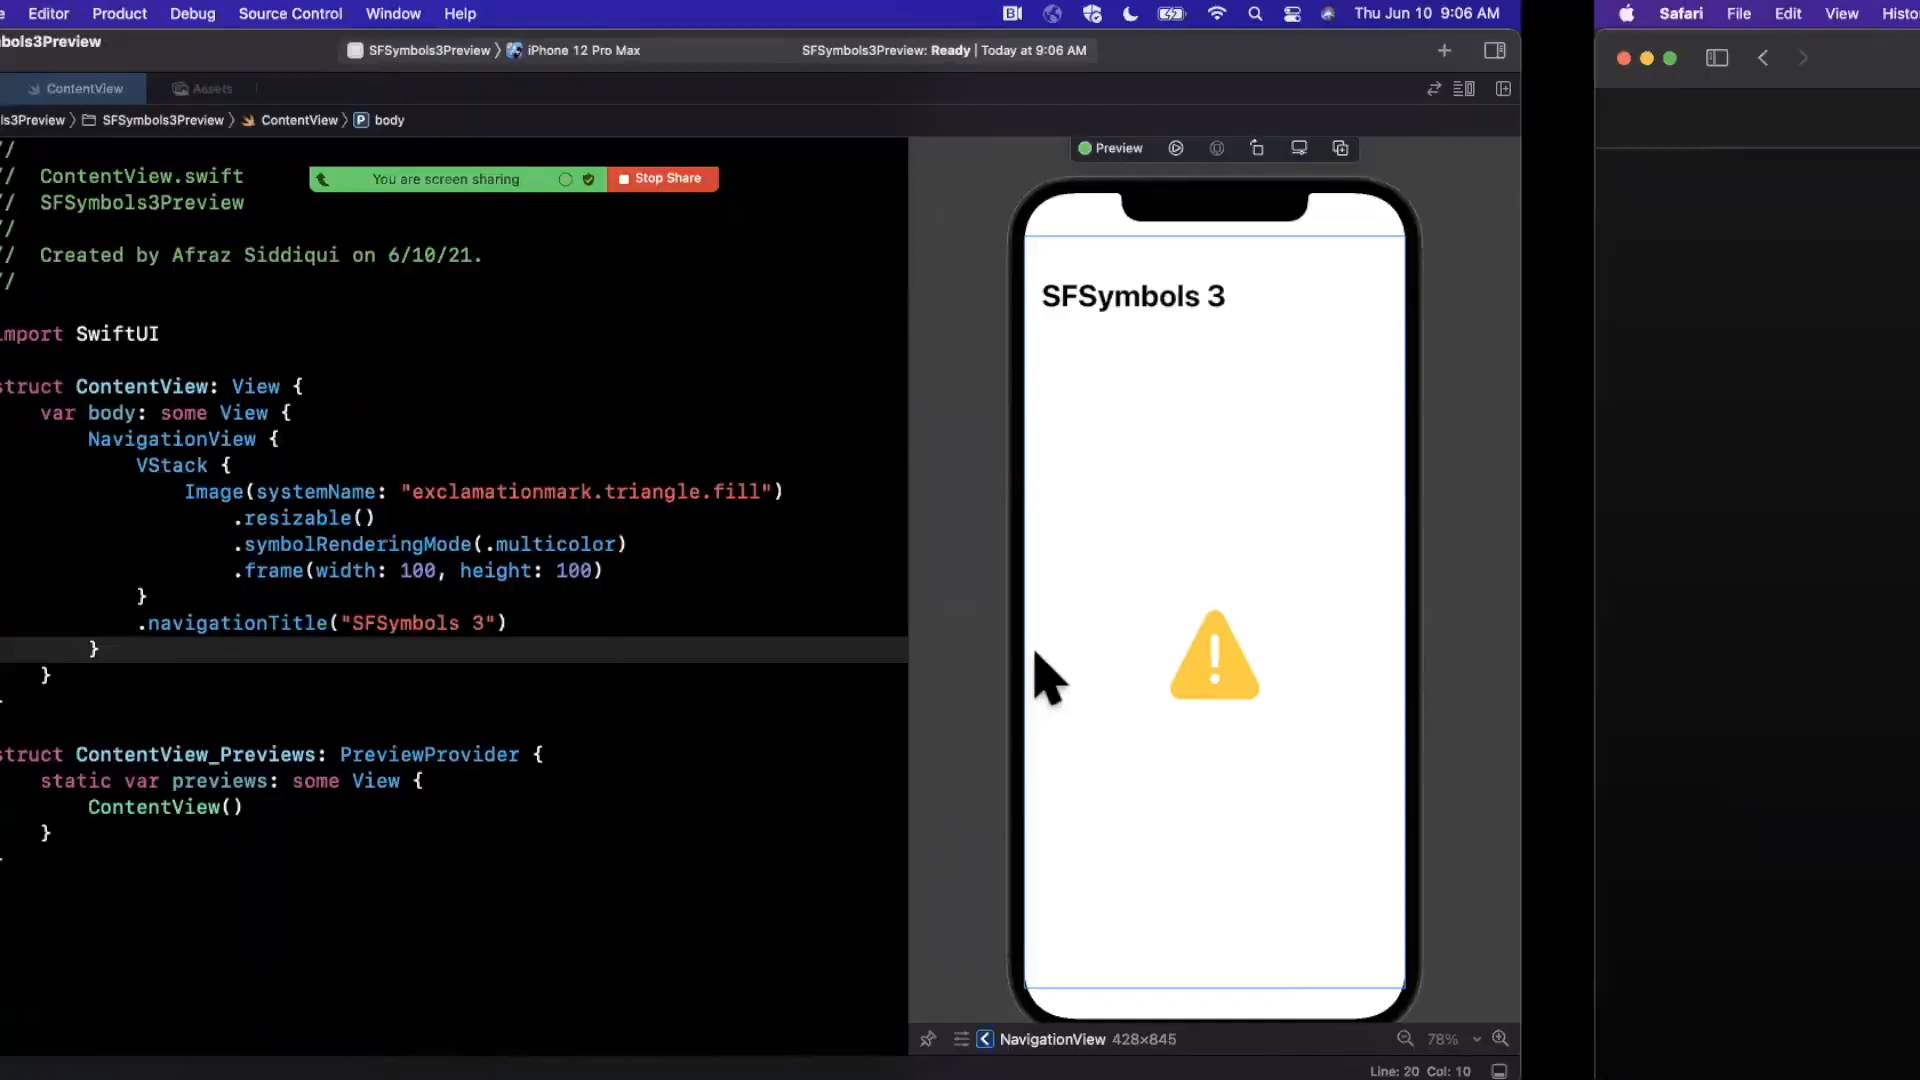 Editor Product Debug Source Control Window Help
Thu Jun 10 9:06 AM
Safari File Edit View Histo
bols3Preview
SFSymbols3Preview 〉 iPhone 12 Pro Max
SFSymbols3Preview: Ready | Today at 9:06 AM
ContentView
Assets
ls3Preview 〉 SFSymbols3Preview 〉 ContentView 〉 P body
Preview
//
// ContentView.swift
You are screen sharing
Stop Share
// SFSymbols3Preview
//
// Created by Afraz Siddiqui on 6/10/21.
//
import SwiftUI
struct ContentView: View {
var body: some View {
NavigationView {
VStack {
Image(systemName: "exclamationmark.triangle.fill")
.resizable()
.symbolRenderingMode(.multicolor)
.frame(width: 100, height: 100)
}
.navigationTitle("SFSymbols 3")
}
}
struct ContentView_Previews: PreviewProvider {
static var previews: some View {
ContentView()
}
SFSymbols 3
NavigationView 428×845
78%
Line: 20 Col: 10